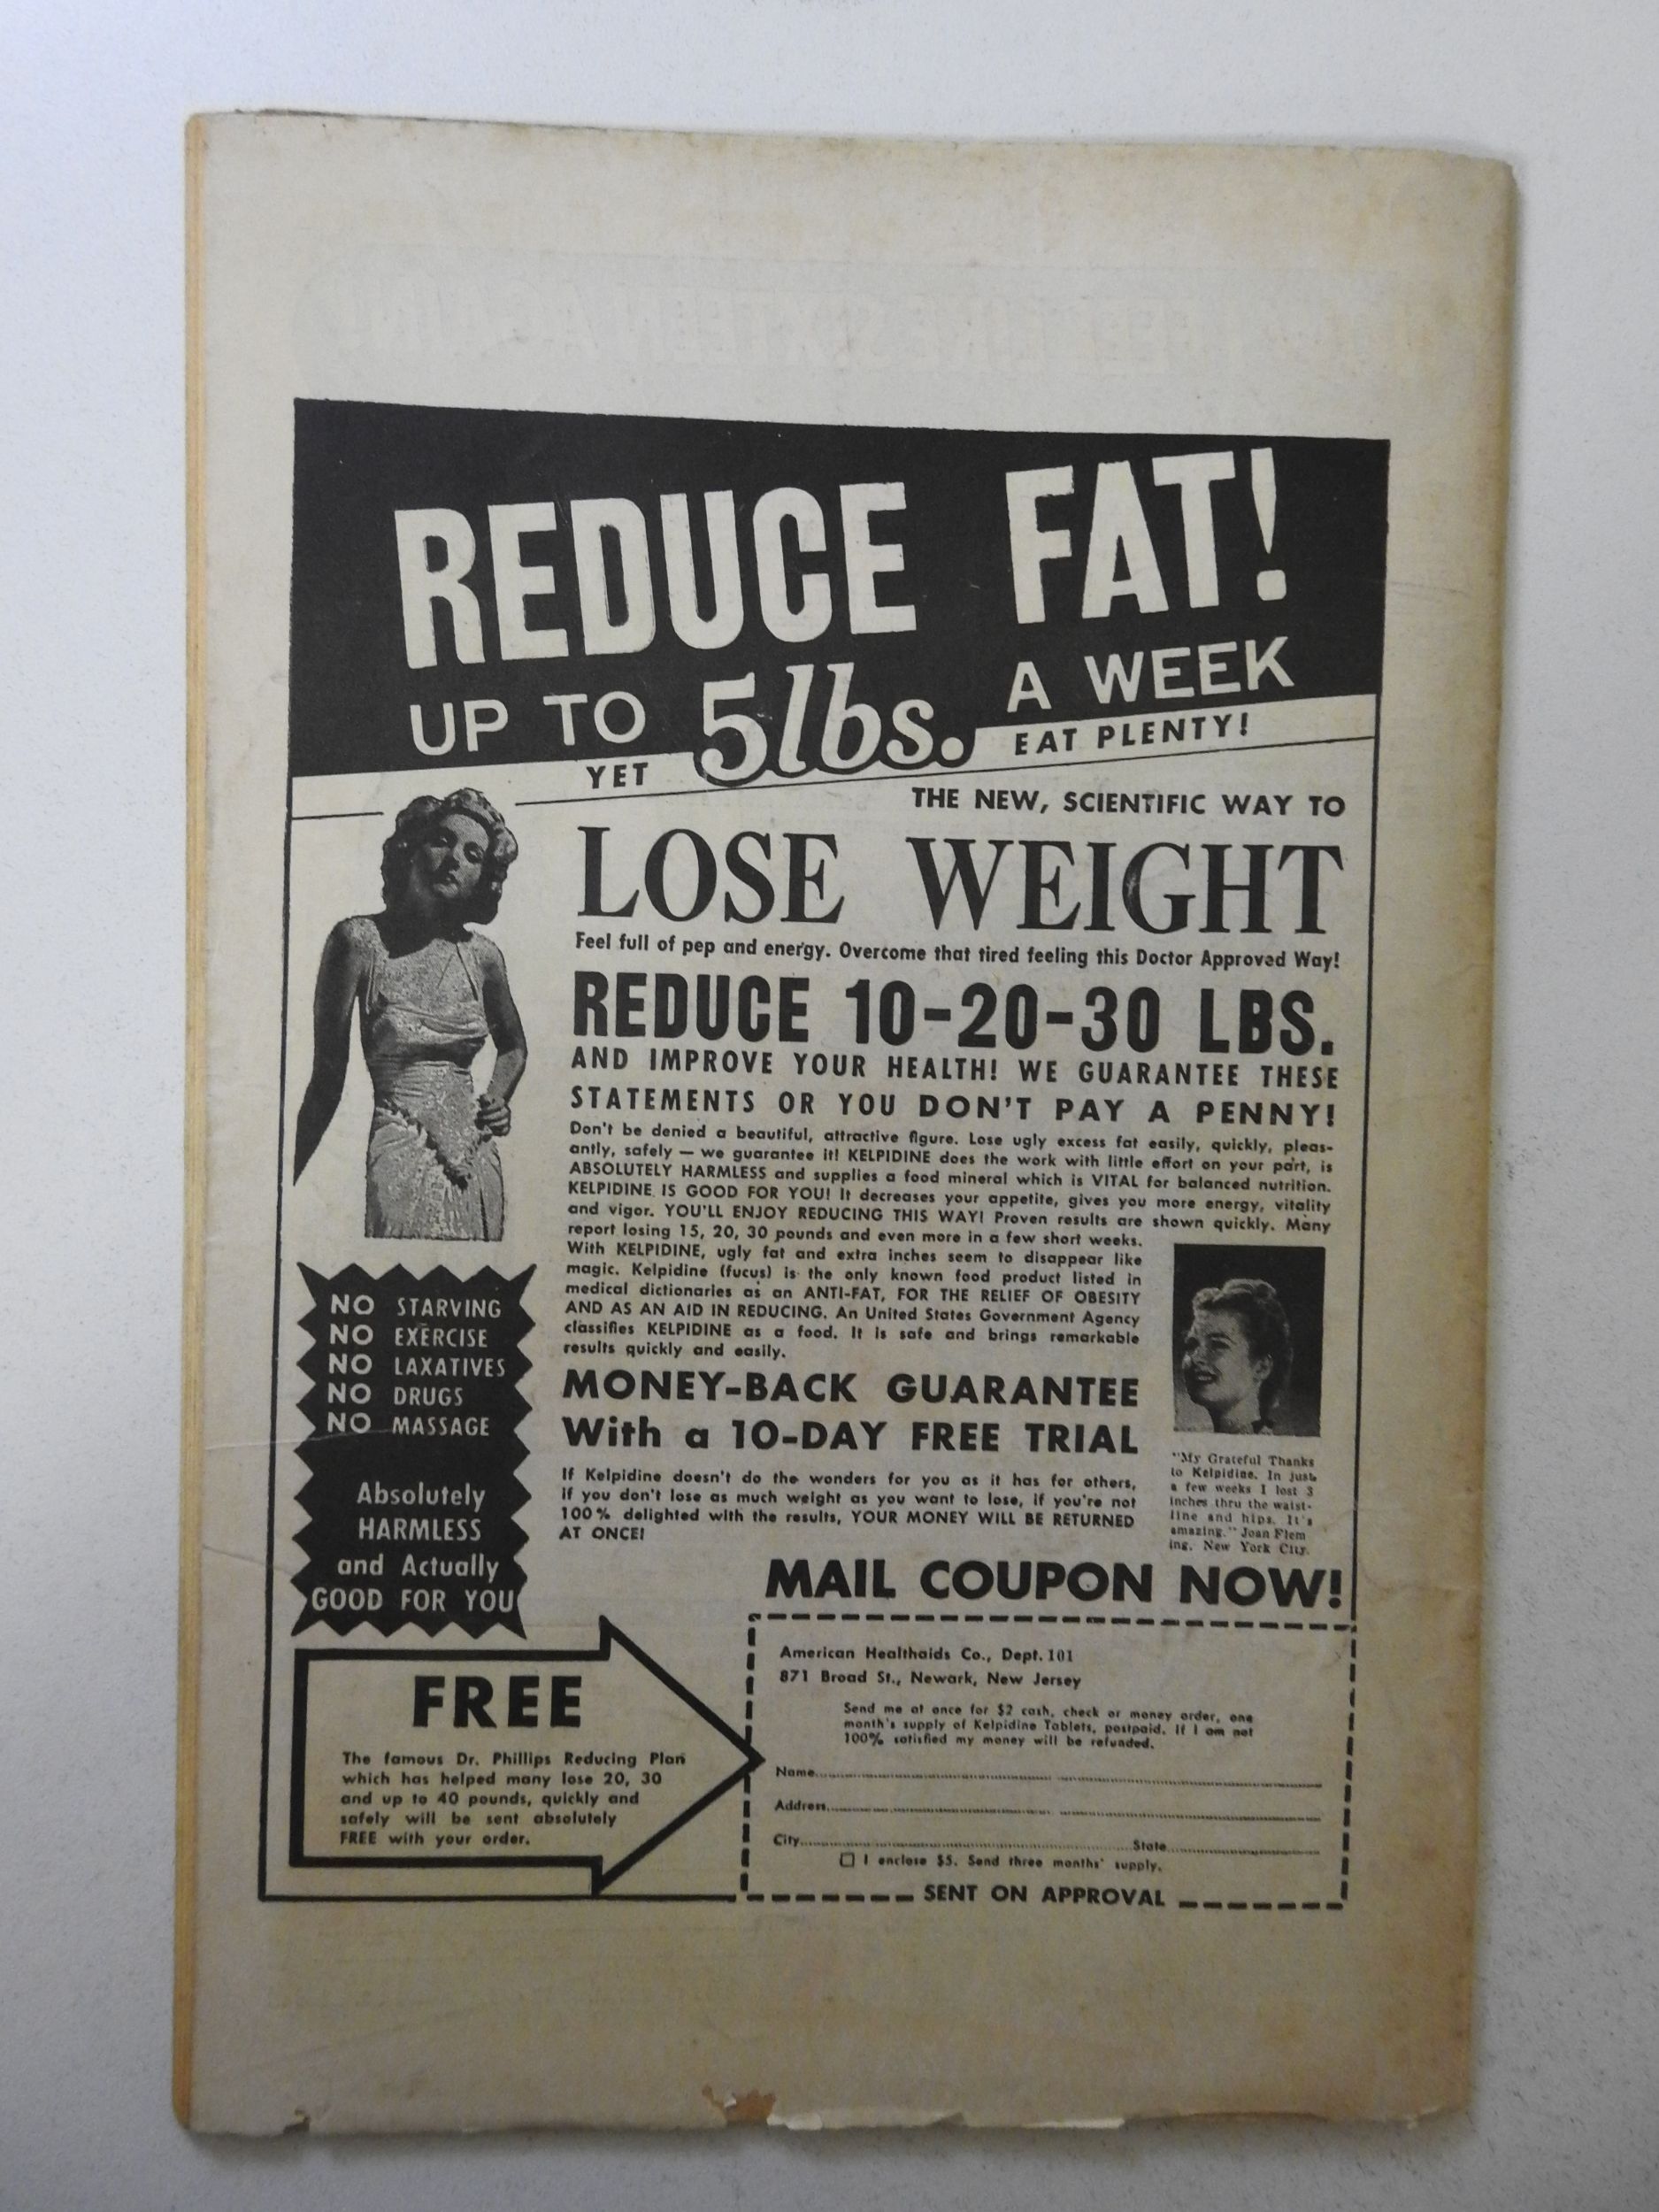 REDUCE FAT!
UP TO 5lbs. A WEEK
YET EAT PLENTY!
THE NEW, SCIENTIFIC WAY TO
LOSE WEIGHT
Feel full of pep and energy. Overcome that tired feeling this Doctor Approved Way!
REDUCE 10-20-30 LBS.
AND IMPROVE YOUR HEALTH! WE GUARANTEE THESE
STATEMENTS OR YOU DON'T PAY A PENNY!
Don't be denied a beautiful, attractive figure. Lose ugly excess fat easily, quickly, pleas-
antly, safely — we guarantee it! KELPIDINE does the work with little effort on your part, is
ABSOLUTELY HARMLESS and supplies a food mineral which is VITAL for balanced nutrition.
KELPIDINE IS GOOD FOR YOU! It decreases your appetite, gives you more energy, vitality
and vigor. YOU'LL ENJOY REDUCING THIS WAY! Proven results are shown quickly. Many
report losing 15, 20, 30 pounds and even more in a few short weeks.
With KELPIDINE, ugly fat and extra inches seem to disappear like
magic. Kelpidine (fucus) is the only known food product listed in
medical dictionaries as an ANTI-FAT, FOR THE RELIEF OF OBESITY
AND AS AN AID IN REDUCING. An United States Government Agency
classifies KELPIDINE as a food. It is safe and brings remarkable
results quickly and easily.
NO STARVING
NO EXERCISE
NO LAXATIVES
NO DRUGS
NO MASSAGE
Absolutely
HARMLESS
and Actually
GOOD FOR YOU
MONEY-BACK GUARANTEE
With a 10-DAY FREE TRIAL
If Kelpidine doesn't do the wonders for you as it has for others,
if you don't lose as much weight as you want to lose, if you're not
100% delighted with the results, YOUR MONEY WILL BE RETURNED
AT ONCE!
"My Grateful Thanks
to Kelpidine. In just
a few weeks I lost 3
inches thru the waist-
line and hips. It's
amazing." Joan Flem
ing, New York City.
MAIL COUPON NOW!
FREE
The famous Dr. Phillips Reducing Plan
which has helped many lose 20, 30
and up to 40 pounds, quickly and
safely will be sent absolutely
FREE with your order.
American Healthaids Co., Dept. 101
871 Broad St., Newark, New Jersey
Send me at once for $2 cash, check or money order, one
month's supply of Kelpidine Tablets, postpaid. If I am not
100% satisfied my money will be refunded.
Name
Address
City State
I enclose $5. Send three months' supply.
SENT ON APPROVAL